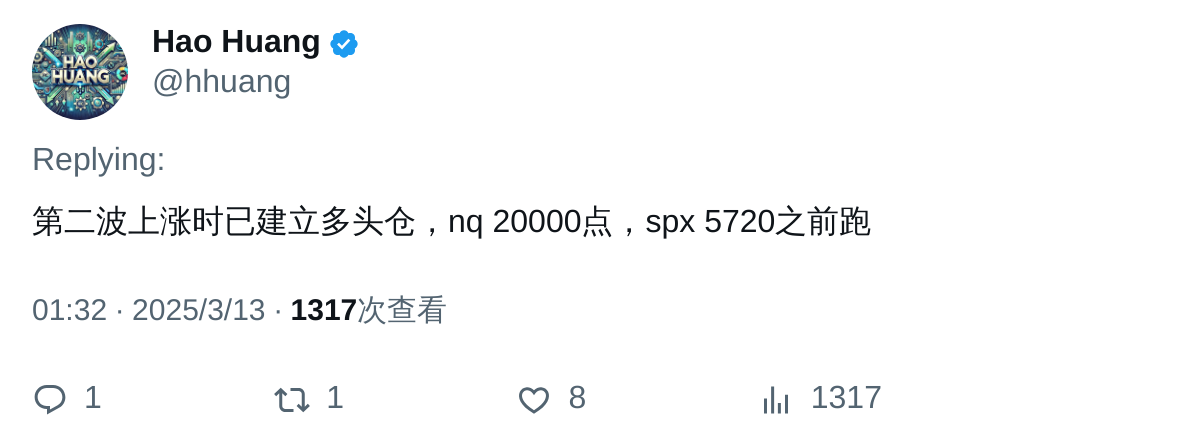 HAO
HUANG
Hao Huang
@hhuang
Replying:
第二波上涨时已建立多头仓，nq 20000点，spx 5720之前跑
01:32 · 2025/3/13 · 1317次查看
1 1 8 1317